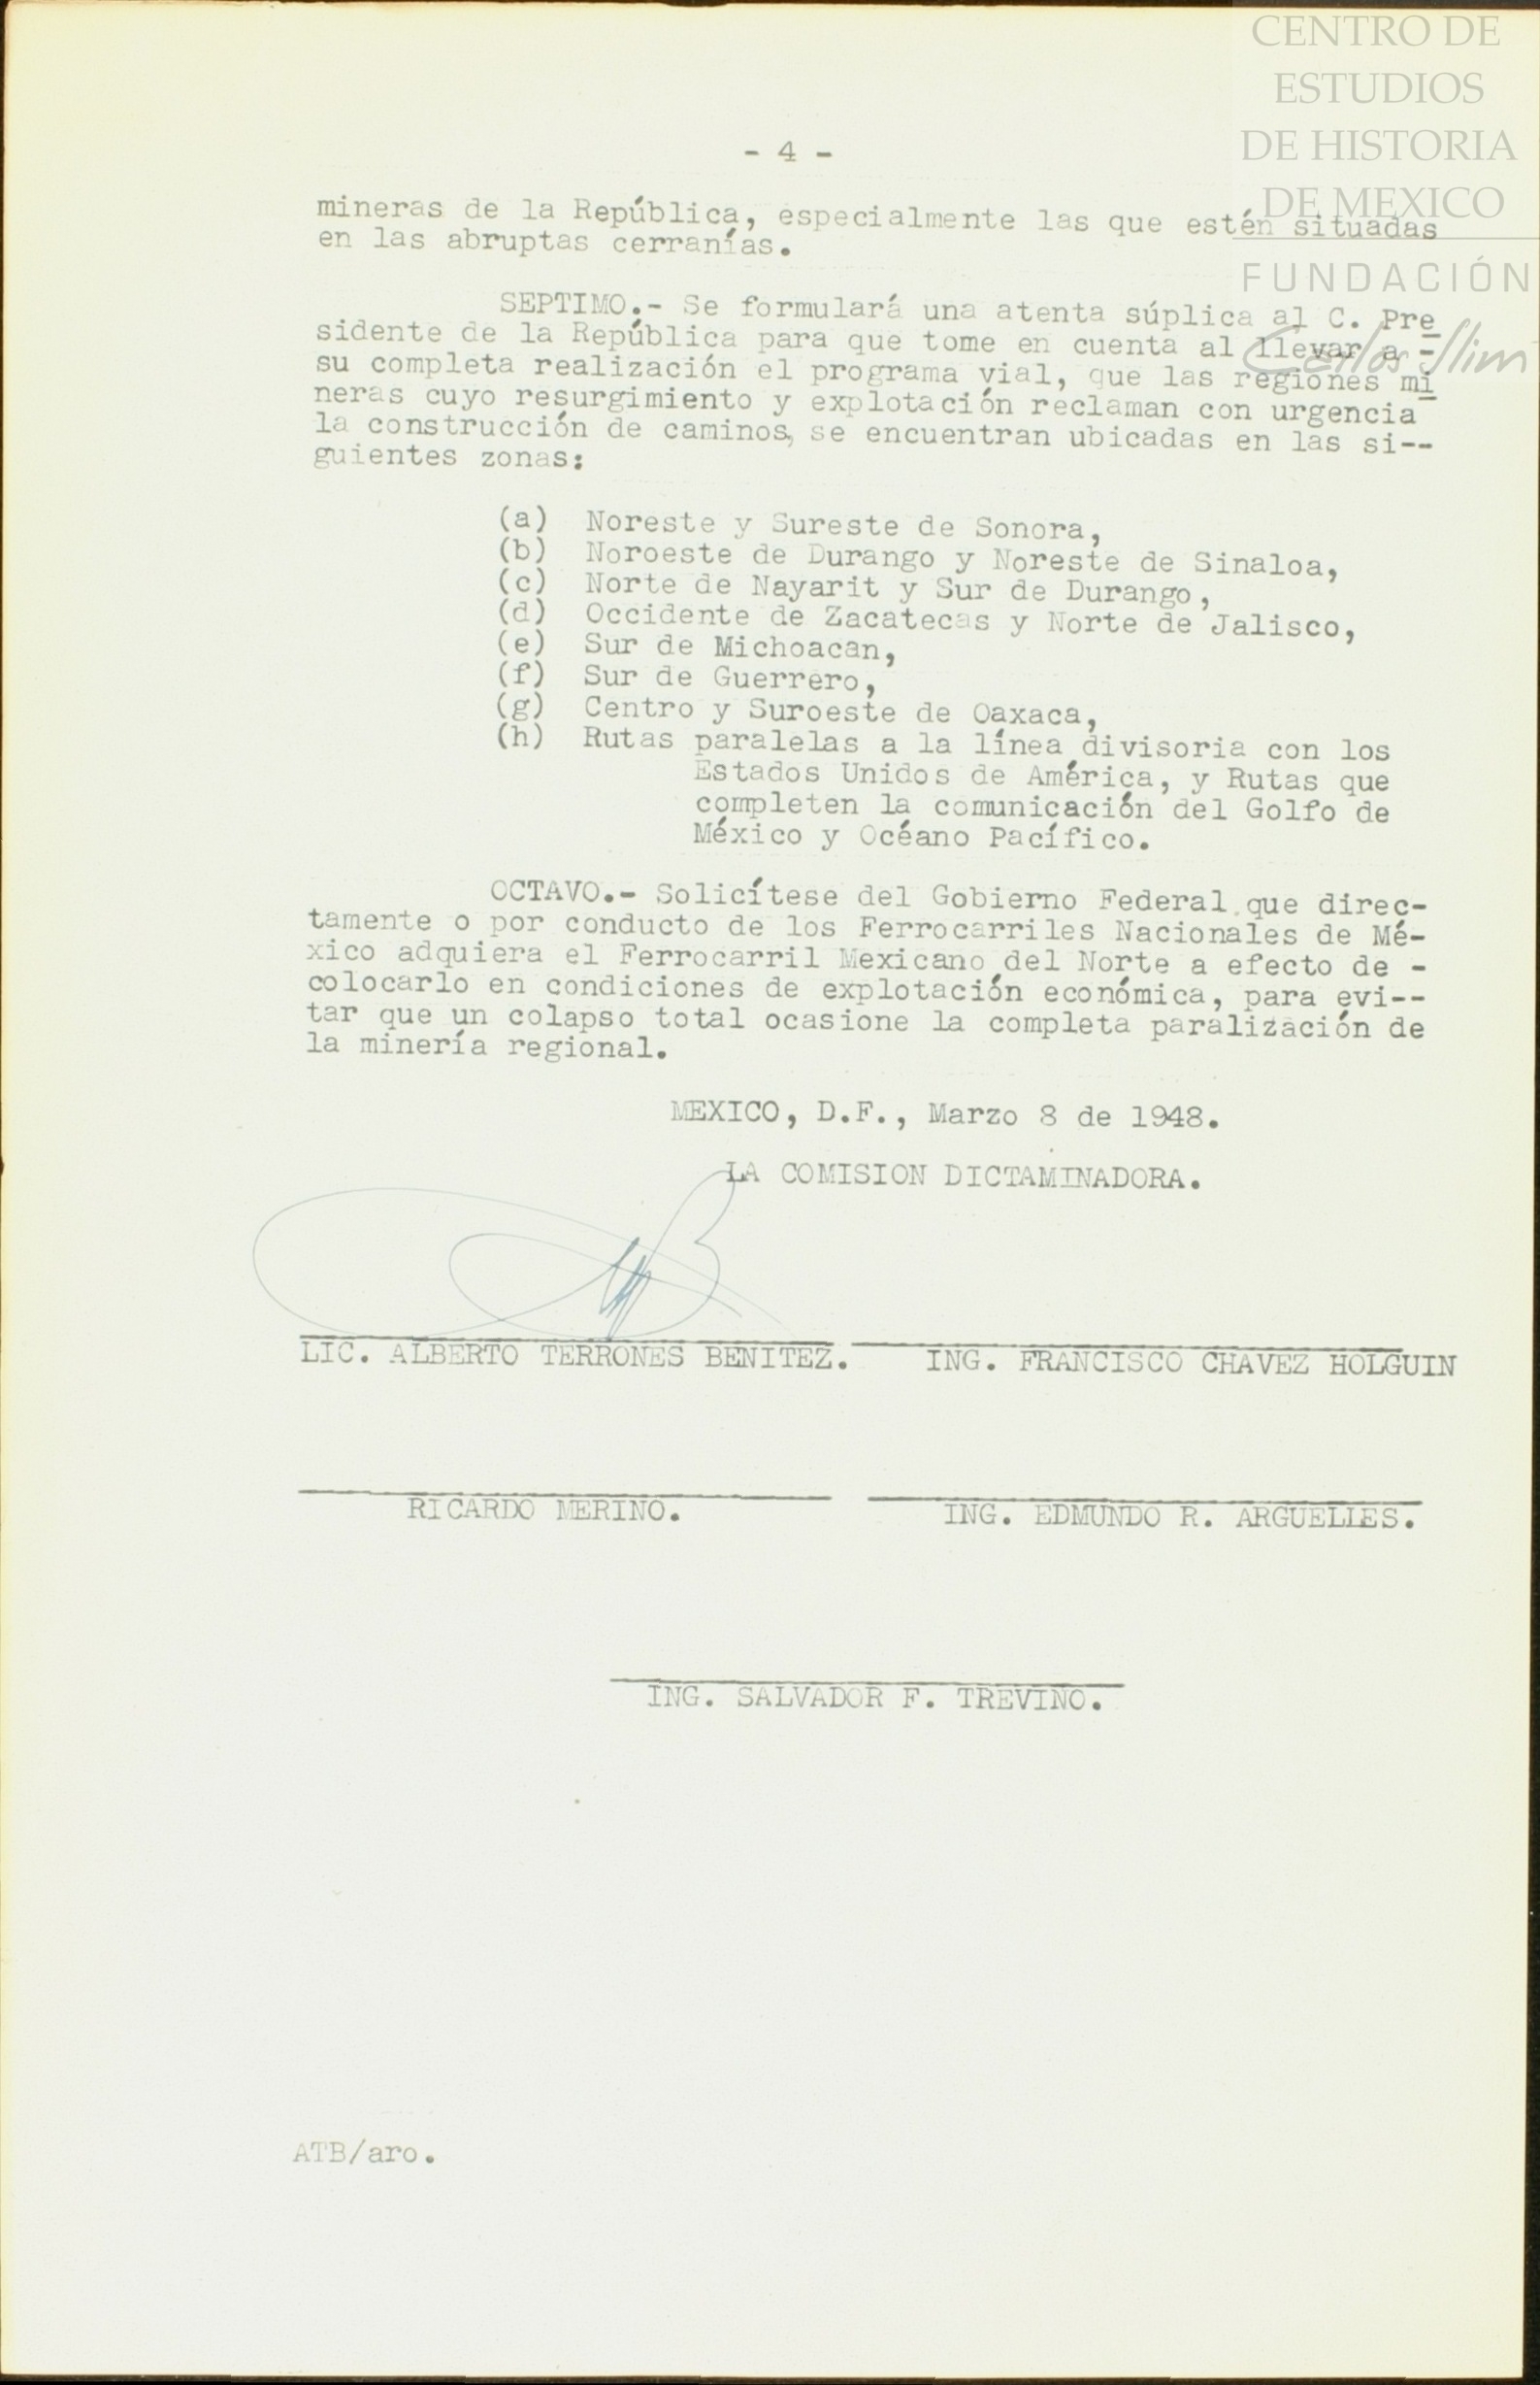 CENTRO DE
ESTUDIOS
DE HISTORIA
DE MEXICO
FUNDACIÓN
Carlos Slim
- 4 -
mineras de la República, especialmente las que estén situadas
en las abruptas cerranías.
SEPTIMO.- Se formulará una atenta súplica al C. Pre
sidente de la República para que tome en cuenta al llevar a -
su completa realización el programa vial, que las regiones mi
neras cuyo resurgimiento y explotación reclaman con urgencia
la construcción de caminos, se encuentran ubicadas en las si--
guientes zonas:
(a) Noreste y Sureste de Sonora,
(b) Noroeste de Durango y Noreste de Sinaloa,
(c) Norte de Nayarit y Sur de Durango,
(d) Occidente de Zacatecas y Norte de Jalisco,
(e) Sur de Michoacan,
(f) Sur de Guerrero,
(g) Centro y Suroeste de Oaxaca,
(h) Rutas paralelas a la línea divisoria con los
Estados Unidos de América, y Rutas que
completen la comunicación del Golfo de
México y Océano Pacífico.
OCTAVO.- Solicítese del Gobierno Federal que direc-
tamente o por conducto de los Ferrocarriles Nacionales de Mé-
xico adquiera el Ferrocarril Mexicano del Norte a efecto de -
colocarlo en condiciones de explotación económica, para evi--
tar que un colapso total ocasione la completa paralización de
la minería regional.
MEXICO, D.F., Marzo 8 de 1948.
LA COMISION DICTAMINADORA.
LIC. ALBERTO TERRONES BENITEZ. ING. FRANCISCO CHAVEZ HOLGUIN
RICARDO MERINO. ING. EDMUNDO R. ARGUELLES.
ING. SALVADOR F. TREVINO.
ATB/aro.